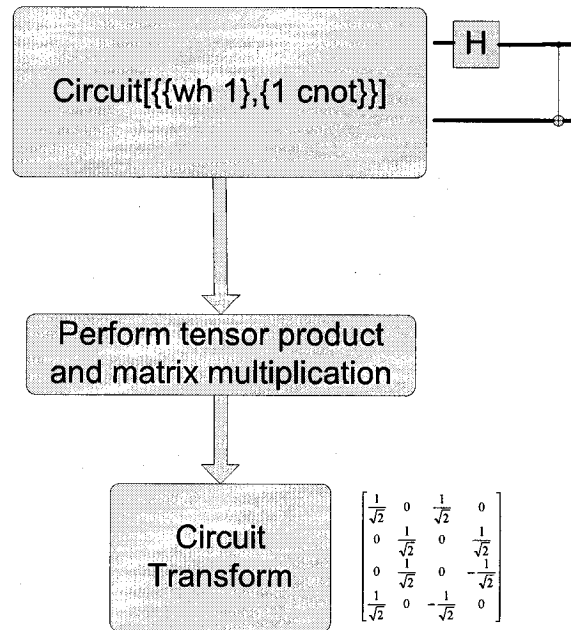 H
Circuit[{{wh 1},{1 cnot}}]
Perform tensor product
and matrix multiplication
Circuit
Transform
1/√2 0 1/√2 0
0 1/√2 0 1/√2
0 1/√2 0 -1/√2
1/√2 0 -1/√2 0